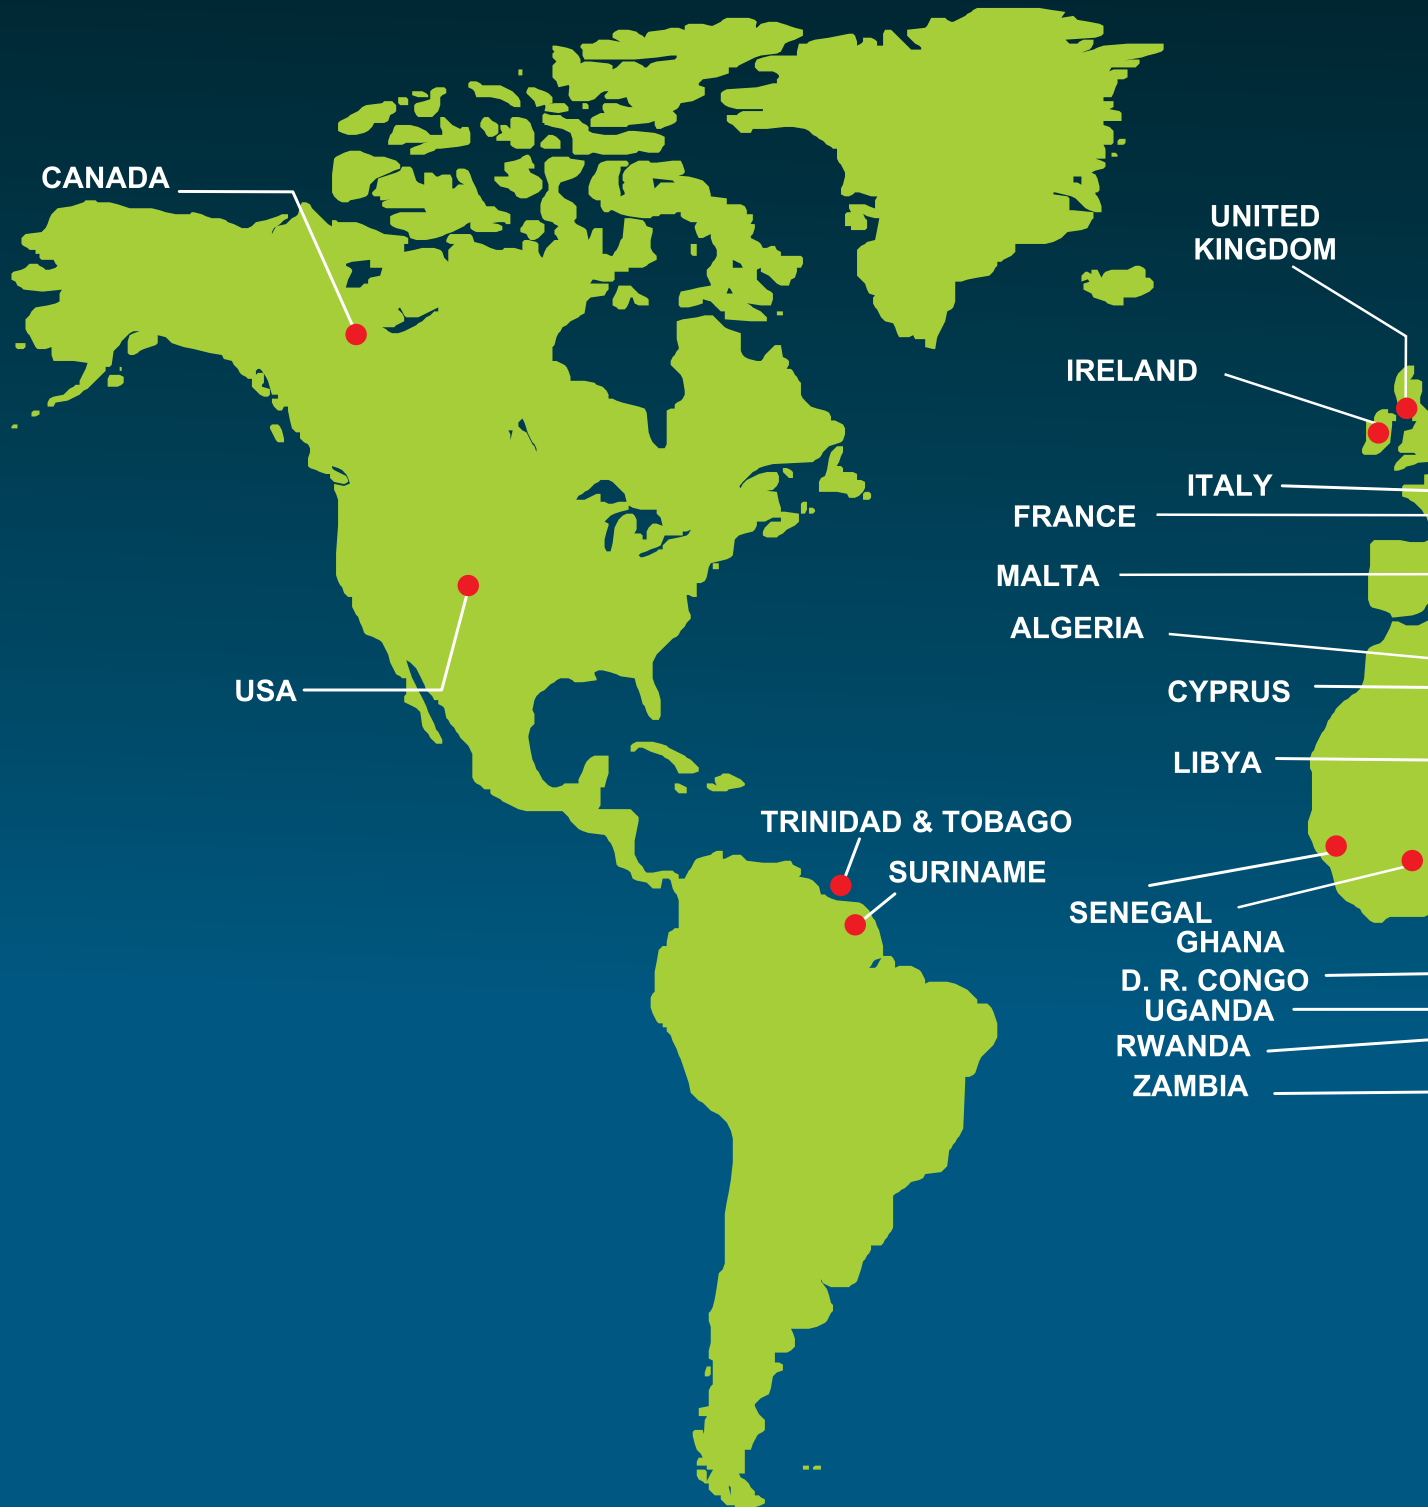 CANADA
UNITED
KINGDOM
IRELAND
ITALY
FRANCE
MALTA
ALGERIA
CYPRUS
USA
LIBYA
TRINIDAD & TOBAGO
SURINAME
SENEGAL
GHANA
D. R. CONGO
UGANDA
RWANDA
ZAMBIA